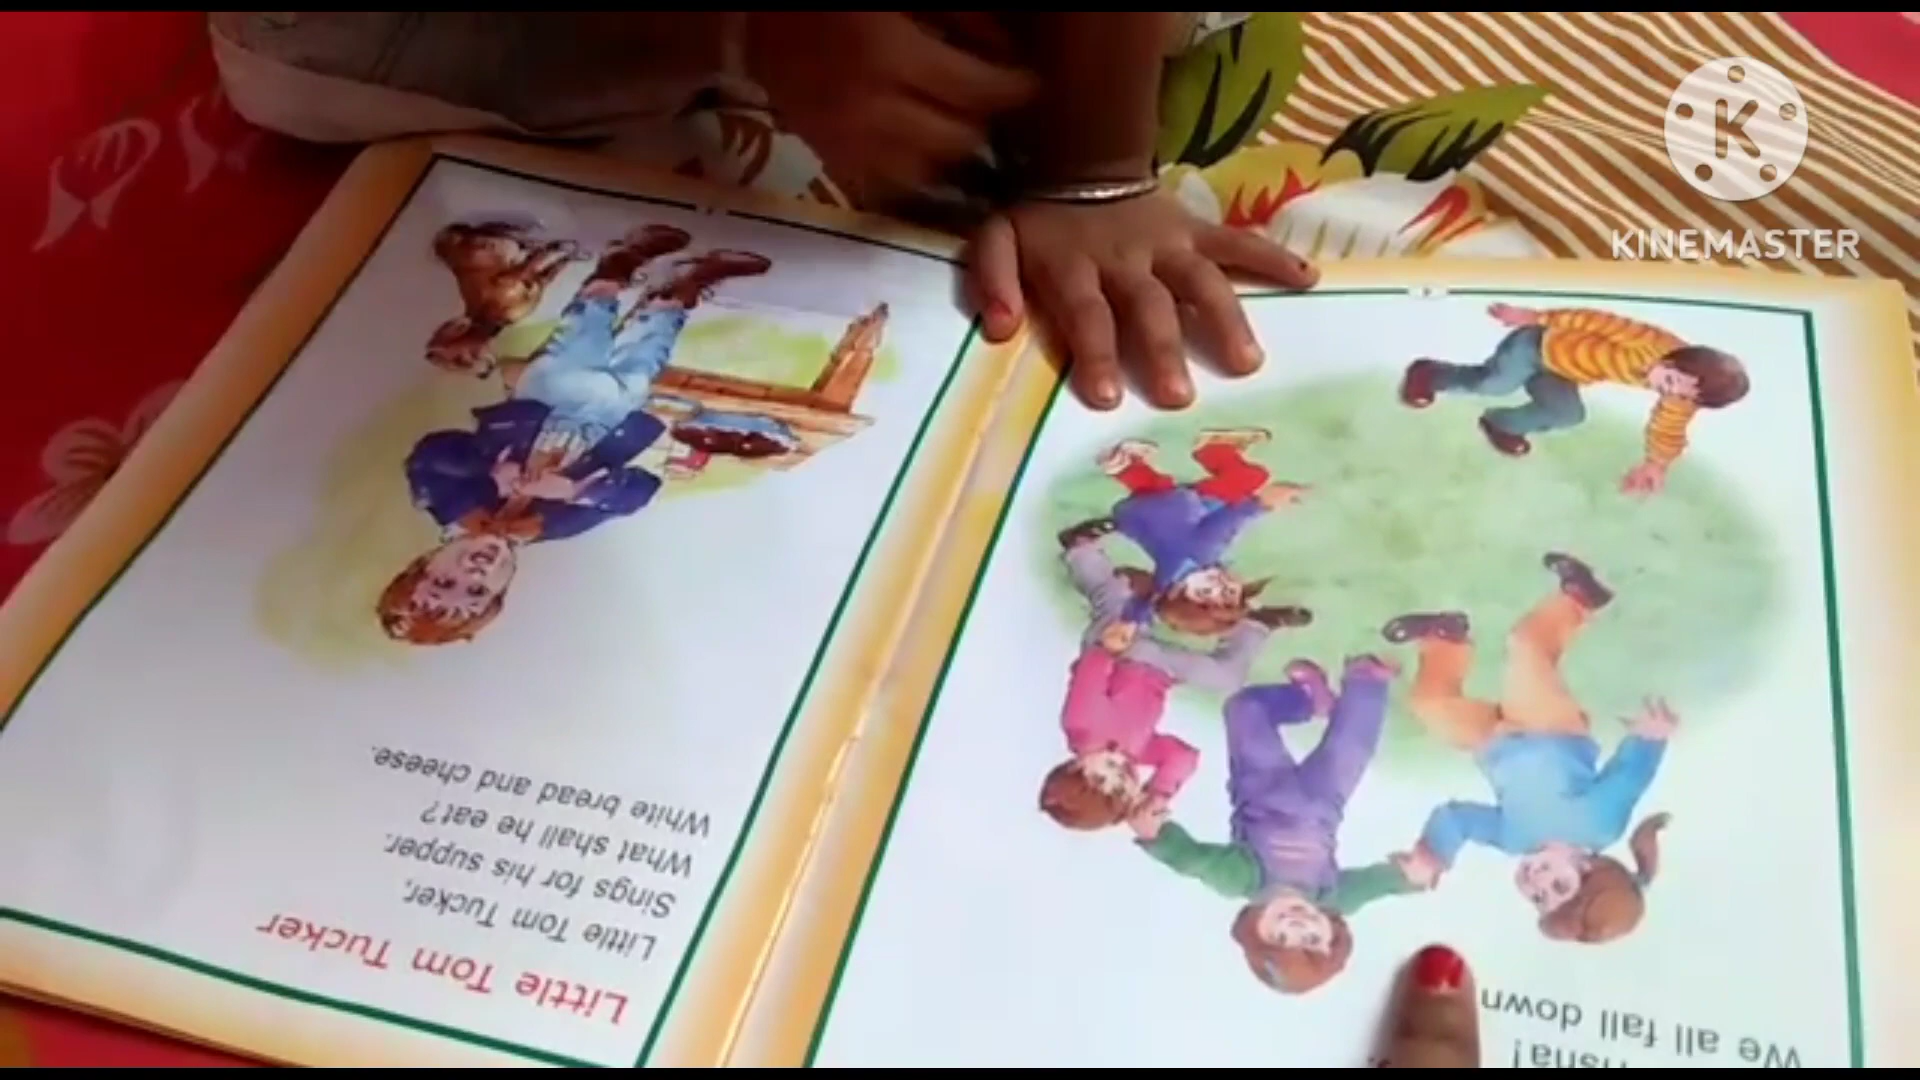 KINEMASTER
Little Tom Tucker
Little Tom Tucker,
Sings for his supper.
What shall he eat?
White bread and cheese.
We all fall down